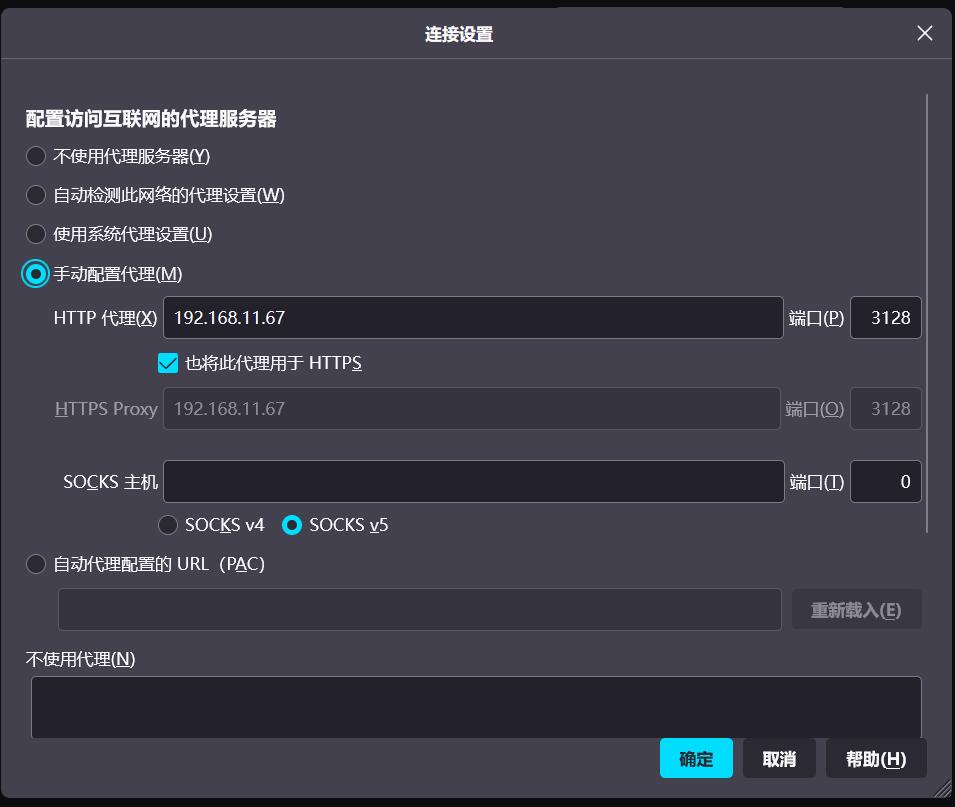 连接设置
配置访问互联网的代理服务器
不使用代理服务器(Y)
自动检测此网络的代理设置(W)
使用系统代理设置(U)
手动配置代理(M)
HTTP 代理(X) 192.168.11.67 端口(P) 3128
也将此代理用于 HTTPS
HTTPS Proxy 192.168.11.67 端口(O) 3128
SOCKS 主机 端口(T) 0
SOCKS v4 SOCKS v5
自动代理配置的 URL（PAC）
重新载入(E)
不使用代理(N)
确定 取消 帮助(H)